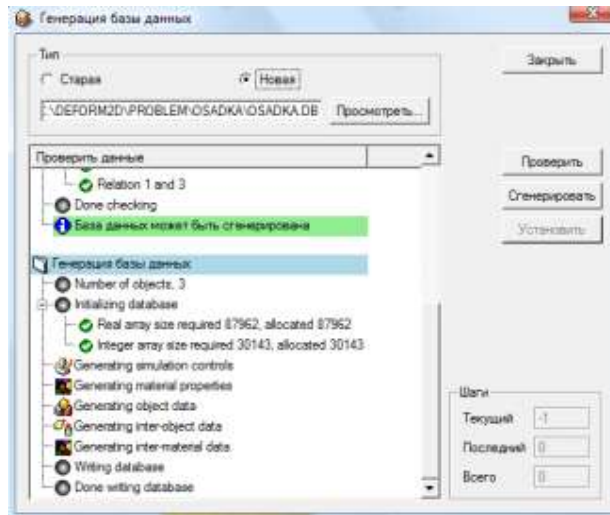 Генерация базы данных
Тип
Старая
Новая
:\DEFORM2D\PROBLEM\OSADKA\OSADKA.DB
Просмотреть...
Закрыть
Проверить данные
Relation 1 and 3
Done checking
База данных может быть сгенерирована
Генерация базы данных
Number of objects, 3
Initializing database
Real array size required 87962, allocated 87962
Integer array size required 30143, allocated 30143
Generating simulation controls
Generating material properties
Generating object data
Generating inter-object data
Generating inter-material data
Writing database
Done writing database
Проверить
Сгенерировать
Установить
Шаги
Текущий -1
Последний 0
Всего 0